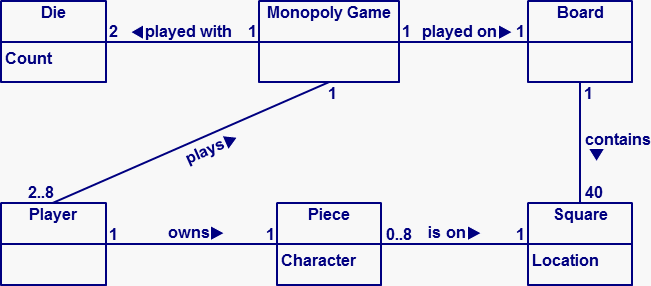 Die
Monopoly Game
Board
2
played with
1
1
played on
1
Count
1
1
plays
contains
2..8
40
Player
Piece
Square
1
owns
1
0..8
is on
1
Character
Location